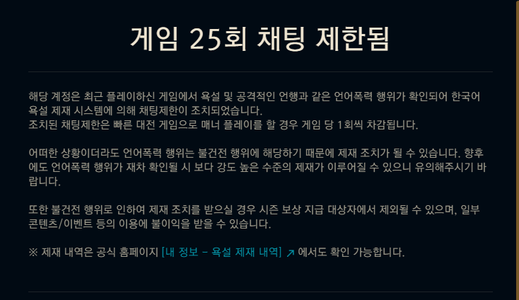 게임 25회 채팅 제한됨
해당 계정은 최근 플레이하신 게임에서 욕설 및 공격적인 언행과 같은 언어폭력 행위가 확인되어 한국어
욕설 제재 시스템에 의해 채팅제한이 조치되었습니다.
조치된 채팅제한은 빠른 대전 게임으로 매너 플레이를 할 경우 게임 당 1회씩 차감됩니다.
어떠한 상황이더라도 언어폭력 행위는 불건전 행위에 해당하기 때문에 제재 조치가 될 수 있습니다. 향후
에도 언어폭력 행위가 재차 확인될 시 보다 강도 높은 수준의 제재가 이루어질 수 있으니 유의해주시기 바
랍니다.
또한 불건전 행위로 인하여 제재 조치를 받으실 경우 시즌 보상 지급 대상자에서 제외될 수 있으며, 일부
콘텐츠/이벤트 등의 이용에 불이익을 받을 수 있습니다.
※ 제재 내역은 공식 홈페이지 [내 정보 - 욕설 제재 내역] ↗ 에서도 확인 가능합니다.